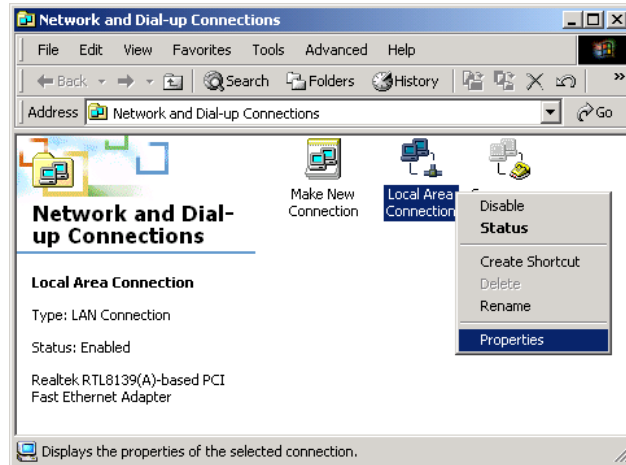 Network and Dial-up Connections
File Edit View Favorites Tools Advanced Help
Back Search Folders History »
Address Network and Dial-up Connections Go
Network and Dial-
up Connections
Local Area Connection
Type: LAN Connection
Status: Enabled
Realtek RTL8139(A)-based PCI
Fast Ethernet Adapter
Make New
Connection
Local Area
Connection
Disable
Status
Create Shortcut
Delete
Rename
Properties
Displays the properties of the selected connection.